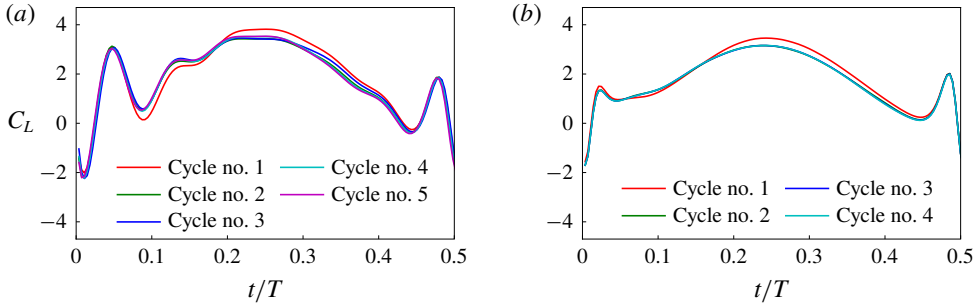 (a)
4
2
C_L 0
−2
−4
Cycle no. 1 Cycle no. 4
Cycle no. 2 Cycle no. 5
Cycle no. 3
0 0.1 0.2 0.3 0.4 0.5
t/T
(b)
4
2
0
−2
−4
Cycle no. 1 Cycle no. 3
Cycle no. 2 Cycle no. 4
0 0.1 0.2 0.3 0.4 0.5
t/T